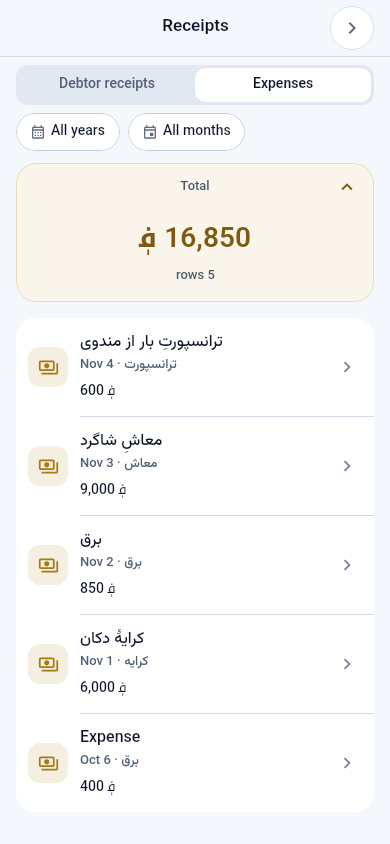 Receipts
Debtor receipts
Expenses
All years
All months
Total
؋ 16,850
rows 5
ترانسپورتِ بار از مندوی
Nov 4 · ترانسپورت
600 ؋
معاشِ شاگرد
Nov 3 · معاش
9,000 ؋
برق
Nov 2 · برق
850 ؋
کرایهٔ دکان
Nov 1 · کرایه
6,000 ؋
Expense
Oct 6 · برق
400 ؋